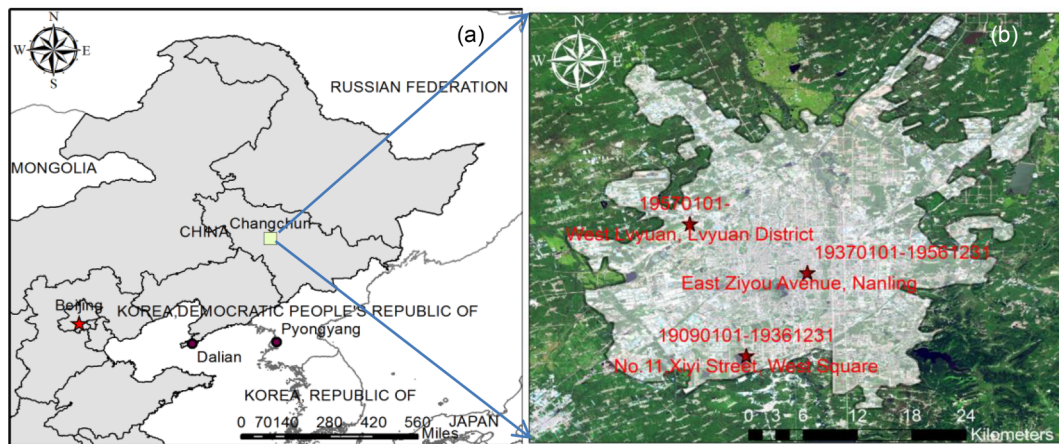 (a)
N
W E
S
RUSSIAN FEDERATION
MONGOLIA
Changchun
CHINA
Beijing
KOREA,DEMOCRATIC PEOPLE'S REPUBLIC OF
Pyongyang
Dalian
KOREA, REPUBLIC OF
JAPAN
0 70140 280 420 560
Miles
(b)
N
W E
S
19570101-
West Lvyuan, Lvyuan District
19370101-19561231
East Ziyou Avenue, Nanling
19090101-19361231
No.11,Xiyi Street, West Square
0 3 6 12 18 24
Kilometers